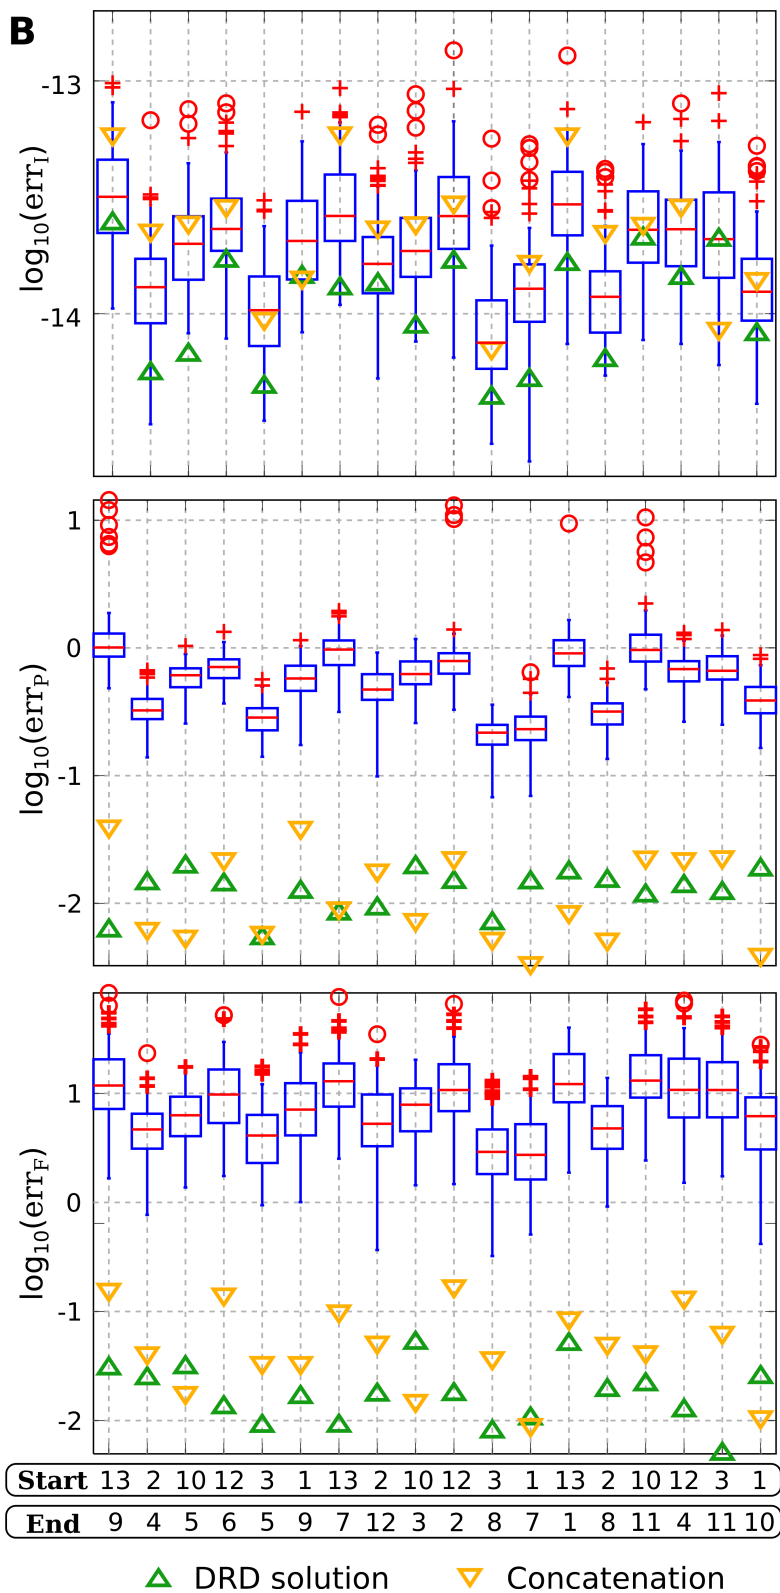 B
-13
-14
log10(errI)
1
0
-1
-2
log10(errP)
1
0
-1
-2
log10(errF)
Start 13 2 10 12 3 1 13 2 10 12 3 1 13 2 10 12 3 1
End 9 4 5 6 5 9 7 12 3 2 8 7 1 8 11 4 11 10
DRD solution Concatenation